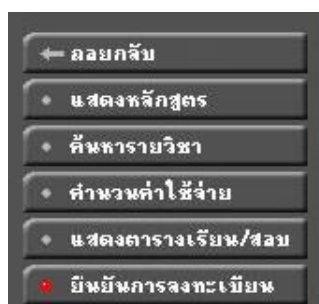 ถอยกลับ
แสดงหลักสูตร
ค้นหารายวิชา
คำนวนค่าใช้จ่าย
แสดงตารางเรียน/สอบ
ยืนยันการลงทะเบียน